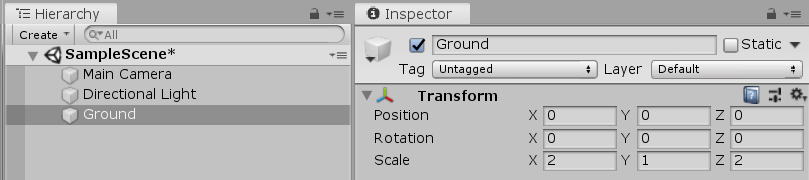 Hierarchy
Create
All
SampleScene*
Main Camera
Directional Light
Ground
Inspector
Ground Static
Tag Untagged Layer Default
Transform
Position X 0 Y 0 Z 0
Rotation X 0 Y 0 Z 0
Scale X 2 Y 1 Z 2